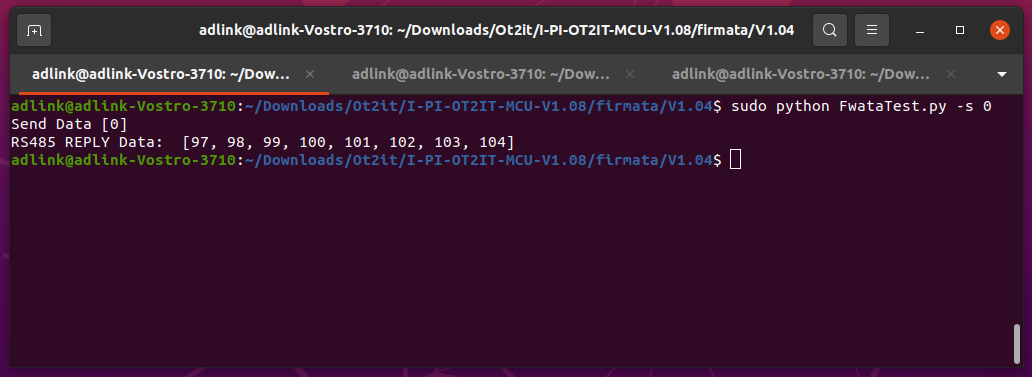 adlink@adlink-Vostro-3710: ~/Downloads/Ot2it/I-PI-OT2IT-MCU-V1.08/firmata/V1.04
adlink@adlink-Vostro-3710: ~/Dow... × adlink@adlink-Vostro-3710: ~/Dow... × adlink@adlink-Vostro-3710: ~/Dow... ×
adlink@adlink-Vostro-3710:~/Downloads/Ot2it/I-PI-OT2IT-MCU-V1.08/firmata/V1.04$ sudo python FwataTest.py -s 0
Send Data [0]
RS485 REPLY Data:  [97, 98, 99, 100, 101, 102, 103, 104]
adlink@adlink-Vostro-3710:~/Downloads/Ot2it/I-PI-OT2IT-MCU-V1.08/firmata/V1.04$